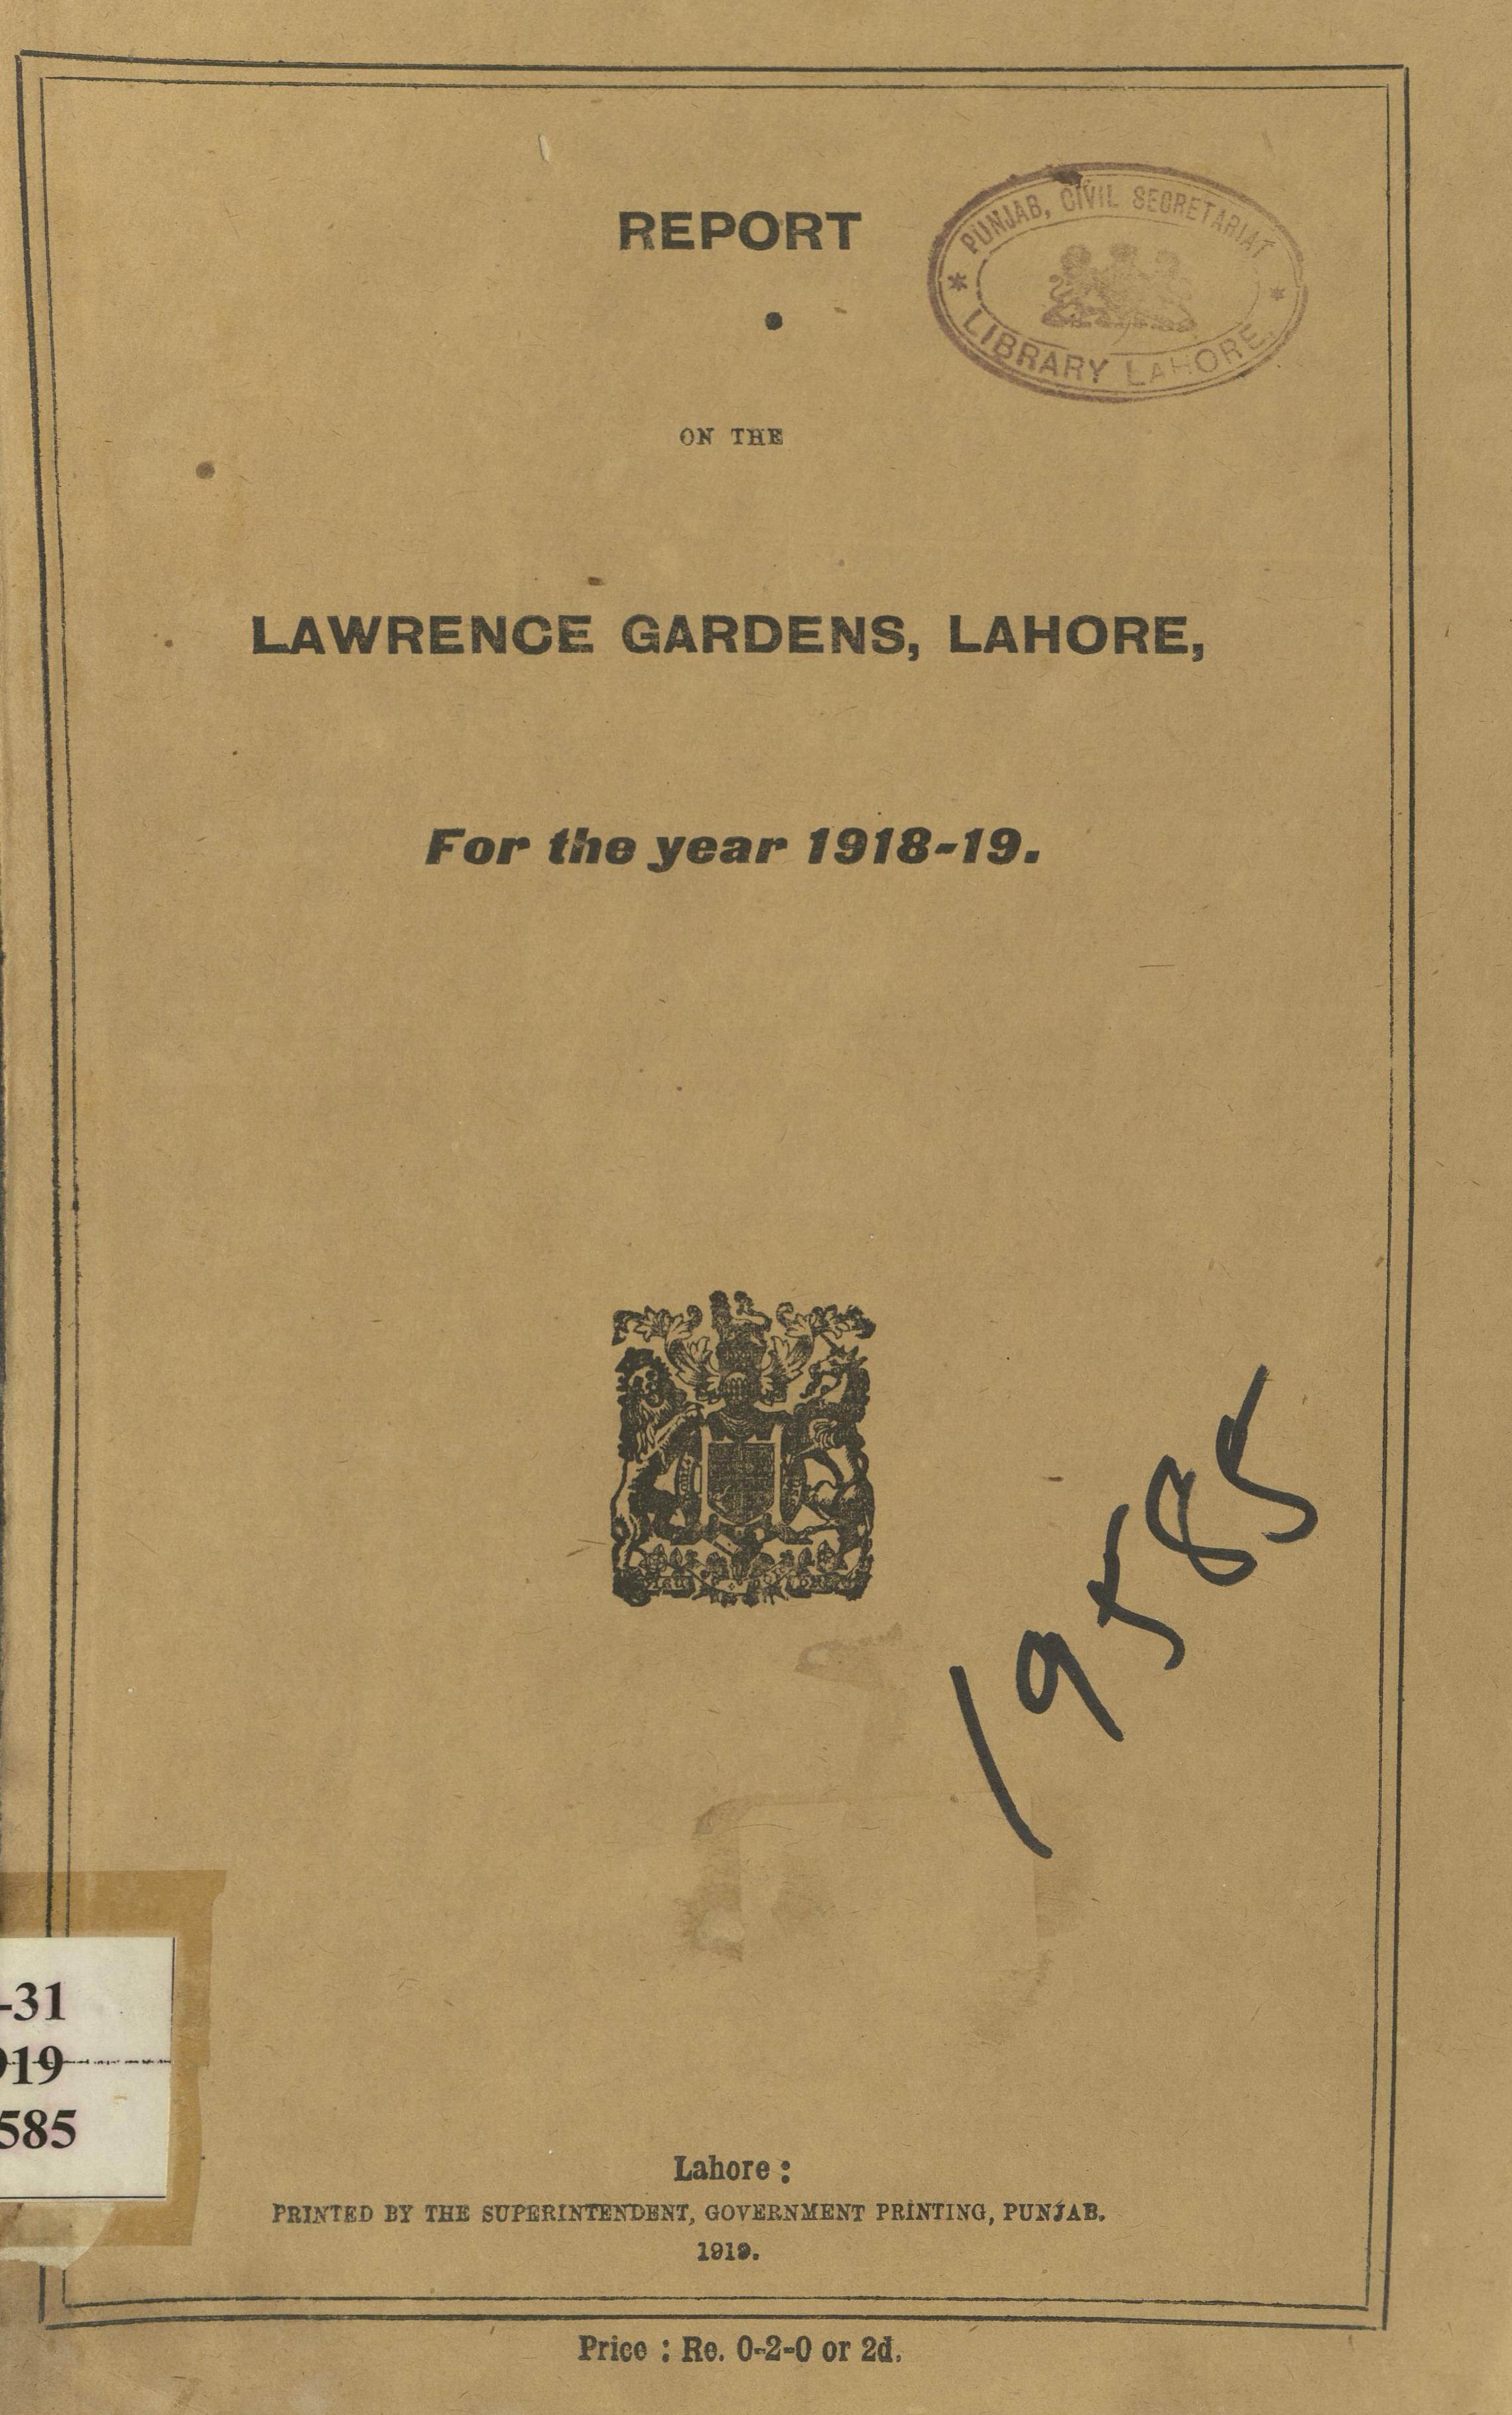 REPORT
PUNJAB, CIVIL SECRETARIAT
* *
LIBRARY LAHORE.
ON THE
LAWRENCE GARDENS, LAHORE,
For the year 1918-19.
19585
-31
919
585
Lahore :
PRINTED BY THE SUPERINTENDENT, GOVERNMENT PRINTING, PUNJAB.
1919.
Price : Re. 0-2-0 or 2d.